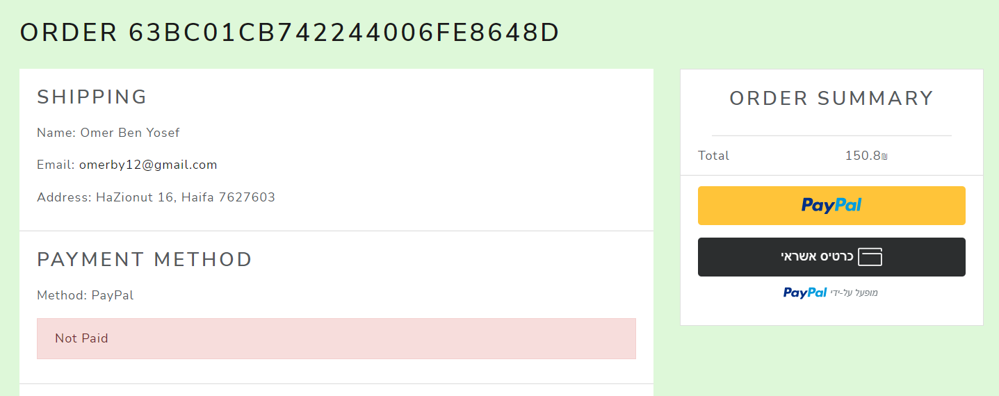 ORDER 63BC01CB742244006FE8648D
SHIPPING
Name: Omer Ben Yosef
Email: omerby12@gmail.com
Address: HaZionut 16, Haifa 7627603
PAYMENT METHOD
Method: PayPal
Not Paid
ORDER SUMMARY
Total 150.8₪
PayPal
כרטיס אשראי
מופעל על-ידי PayPal